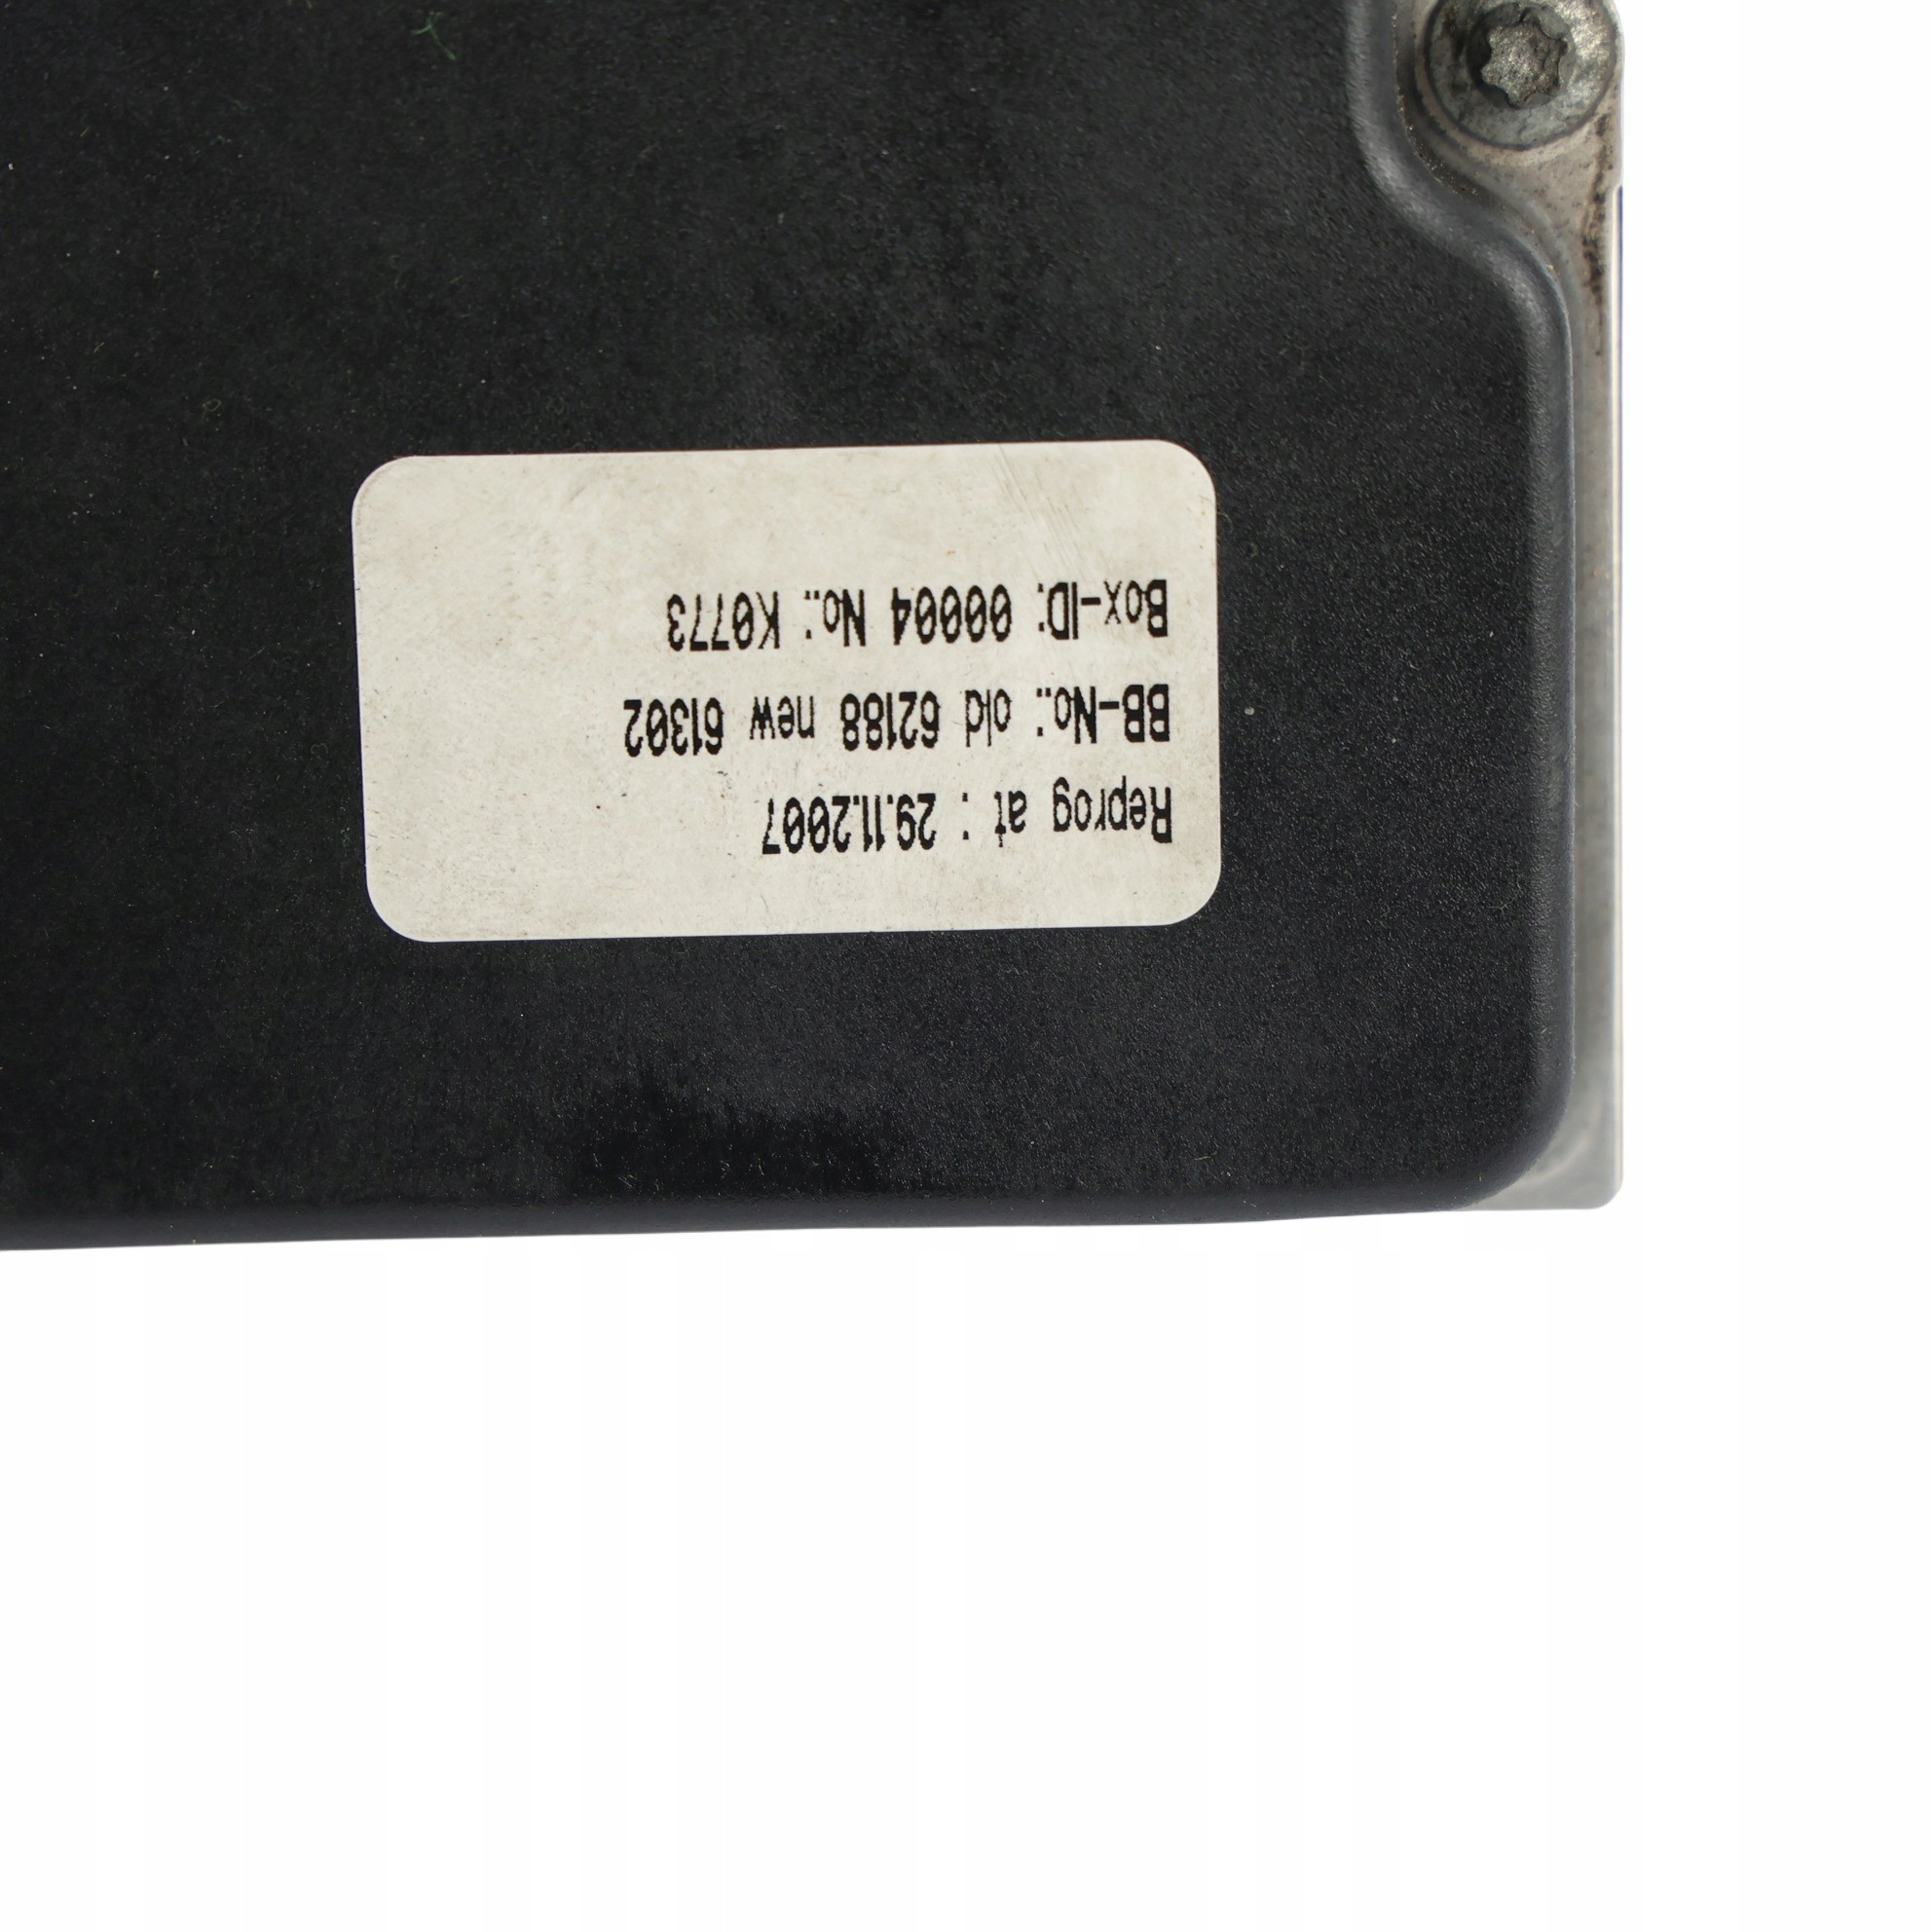 Reprog at : 29.11.2007
BB-No.: old 62188 new 61302
Box-ID: 00004 No.: K0773